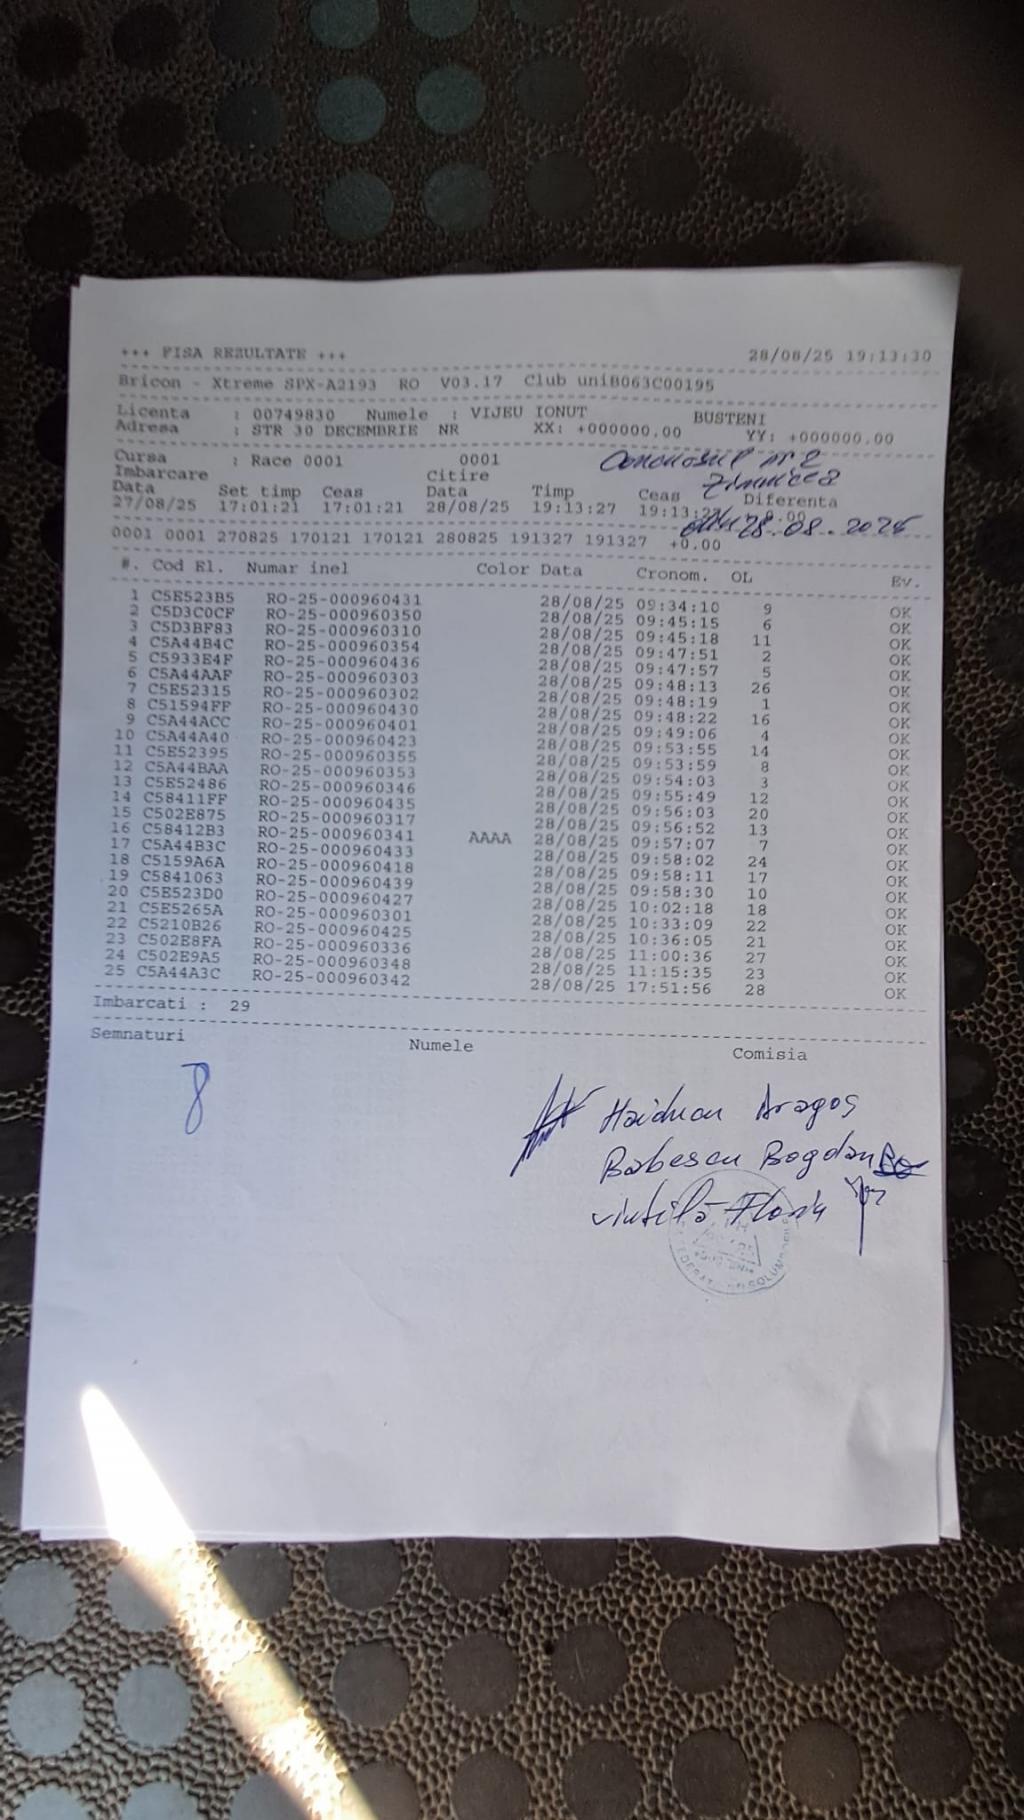 +++ FISA REZULTATE +++ 28/08/25 19:13:30
Bricon - Xtreme SPX-A2193 RO V03.17 Club uniB063C00195
Licenta : 00749830 Numele : VIJEU IONUT BUSTENI
Adresa : STR 30 DECEMBRIE NR XX: +000000.00 YY: +000000.00
Cursa : Race 0001 0001
Imbarcare Citire
Data Set timp Ceas Data Timp Ceas Diferenta
27/08/25 17:01:21 17:01:21 28/08/25 19:13:27 19:13:27
28.08.
0001 0001 270825 170121 170121 280825 191327 191327 +0.00
#. Cod El. Numar inel Color Data Cronom. OL Ev.
1 C5E523B5 RO-25-000960431 28/08/25 09:34:10 9 OK
2 C5D3C0CF RO-25-000960350 28/08/25 09:45:15 6 OK
3 C5D3BF83 RO-25-000960310 28/08/25 09:45:18 11 OK
4 C5A44B4C RO-25-000960354 28/08/25 09:47:51 2 OK
5 C5933E4F RO-25-000960436 28/08/25 09:47:57 5 OK
6 C5A44AAF RO-25-000960303 28/08/25 09:48:13 26 OK
7 C5E52315 RO-25-000960302 28/08/25 09:48:19 1 OK
8 C51594FF RO-25-000960430 28/08/25 09:48:22 16 OK
9 C5A44ACC RO-25-000960401 28/08/25 09:49:06 4 OK
10 C5A44A40 RO-25-000960423 28/08/25 09:53:55 14 OK
11 C5E52395 RO-25-000960355 28/08/25 09:53:59 8 OK
12 C5A44BAA RO-25-000960353 28/08/25 09:54:03 3 OK
13 C5E52486 RO-25-000960346 28/08/25 09:55:49 12 OK
14 C58411FF RO-25-000960435 28/08/25 09:56:03 20 OK
15 C502E875 RO-25-000960317 28/08/25 09:56:52 13 OK
16 C58412B3 RO-25-000960341 AAAA 28/08/25 09:57:07 7 OK
17 C5A44B3C RO-25-000960433 28/08/25 09:58:02 24 OK
18 C5159A6A RO-25-000960418 28/08/25 09:58:11 17 OK
19 C5841063 RO-25-000960439 28/08/25 09:58:30 10 OK
20 C5E523D0 RO-25-000960427 28/08/25 10:02:18 18 OK
21 C5E5265A RO-25-000960301 28/08/25 10:33:09 22 OK
22 C5210B26 RO-25-000960425 28/08/25 10:36:05 21 OK
23 C502E8FA RO-25-000960336 28/08/25 11:00:36 27 OK
24 C502E9A5 RO-25-000960348 28/08/25 11:15:35 23 OK
25 C5A44A3C RO-25-000960342 28/08/25 17:51:56 28 OK
Imbarcati : 29
Semnaturi Numele Comisia
8
Babescu Bogdan